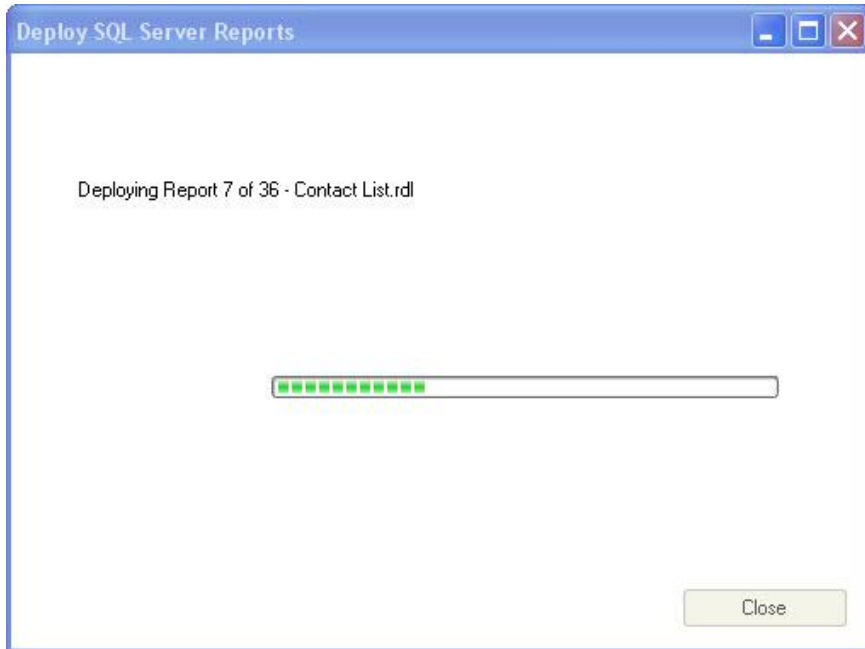 Deploy SQL Server Reports
Deploying Report 7 of 36 - Contact List.rdl
Close